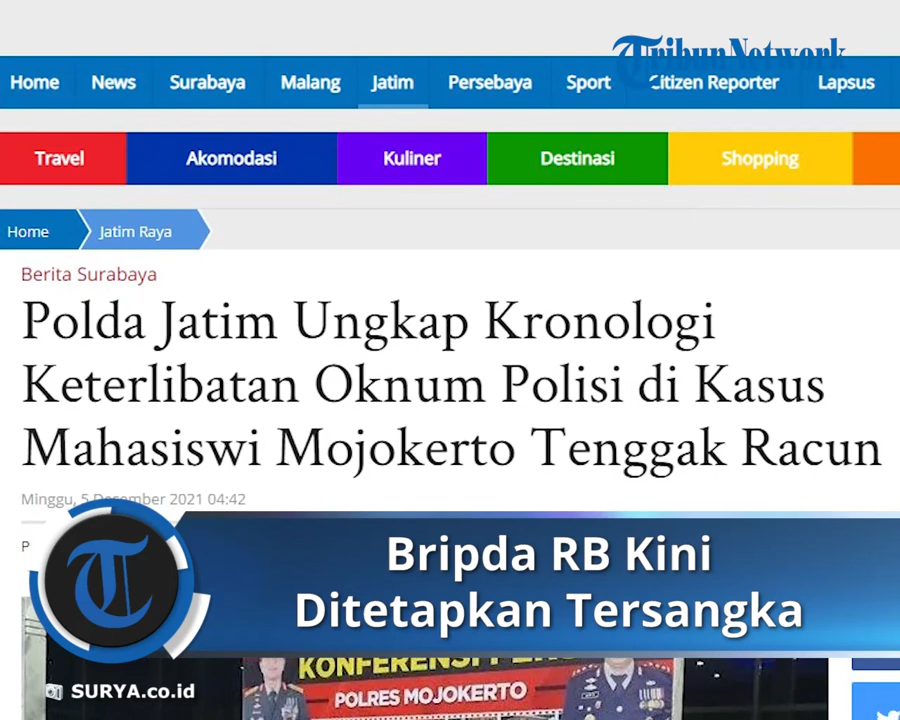 TribunNetwork
Home News Surabaya Malang Jatim Persebaya Sport Citizen Reporter Lapsus
Travel Akomodasi Kuliner Destinasi Shopping
Home Jatim Raya
Berita Surabaya
Polda Jatim Ungkap Kronologi
Keterlibatan Oknum Polisi di Kasus
Mahasiswi Mojokerto Tenggak Racun
Minggu, 5 Desember 2021 04:42
P
Bripda RB Kini
Ditetapkan Tersangka
T
KONFERENSI
POLRES MOJOKERTO
SURYA.co.id